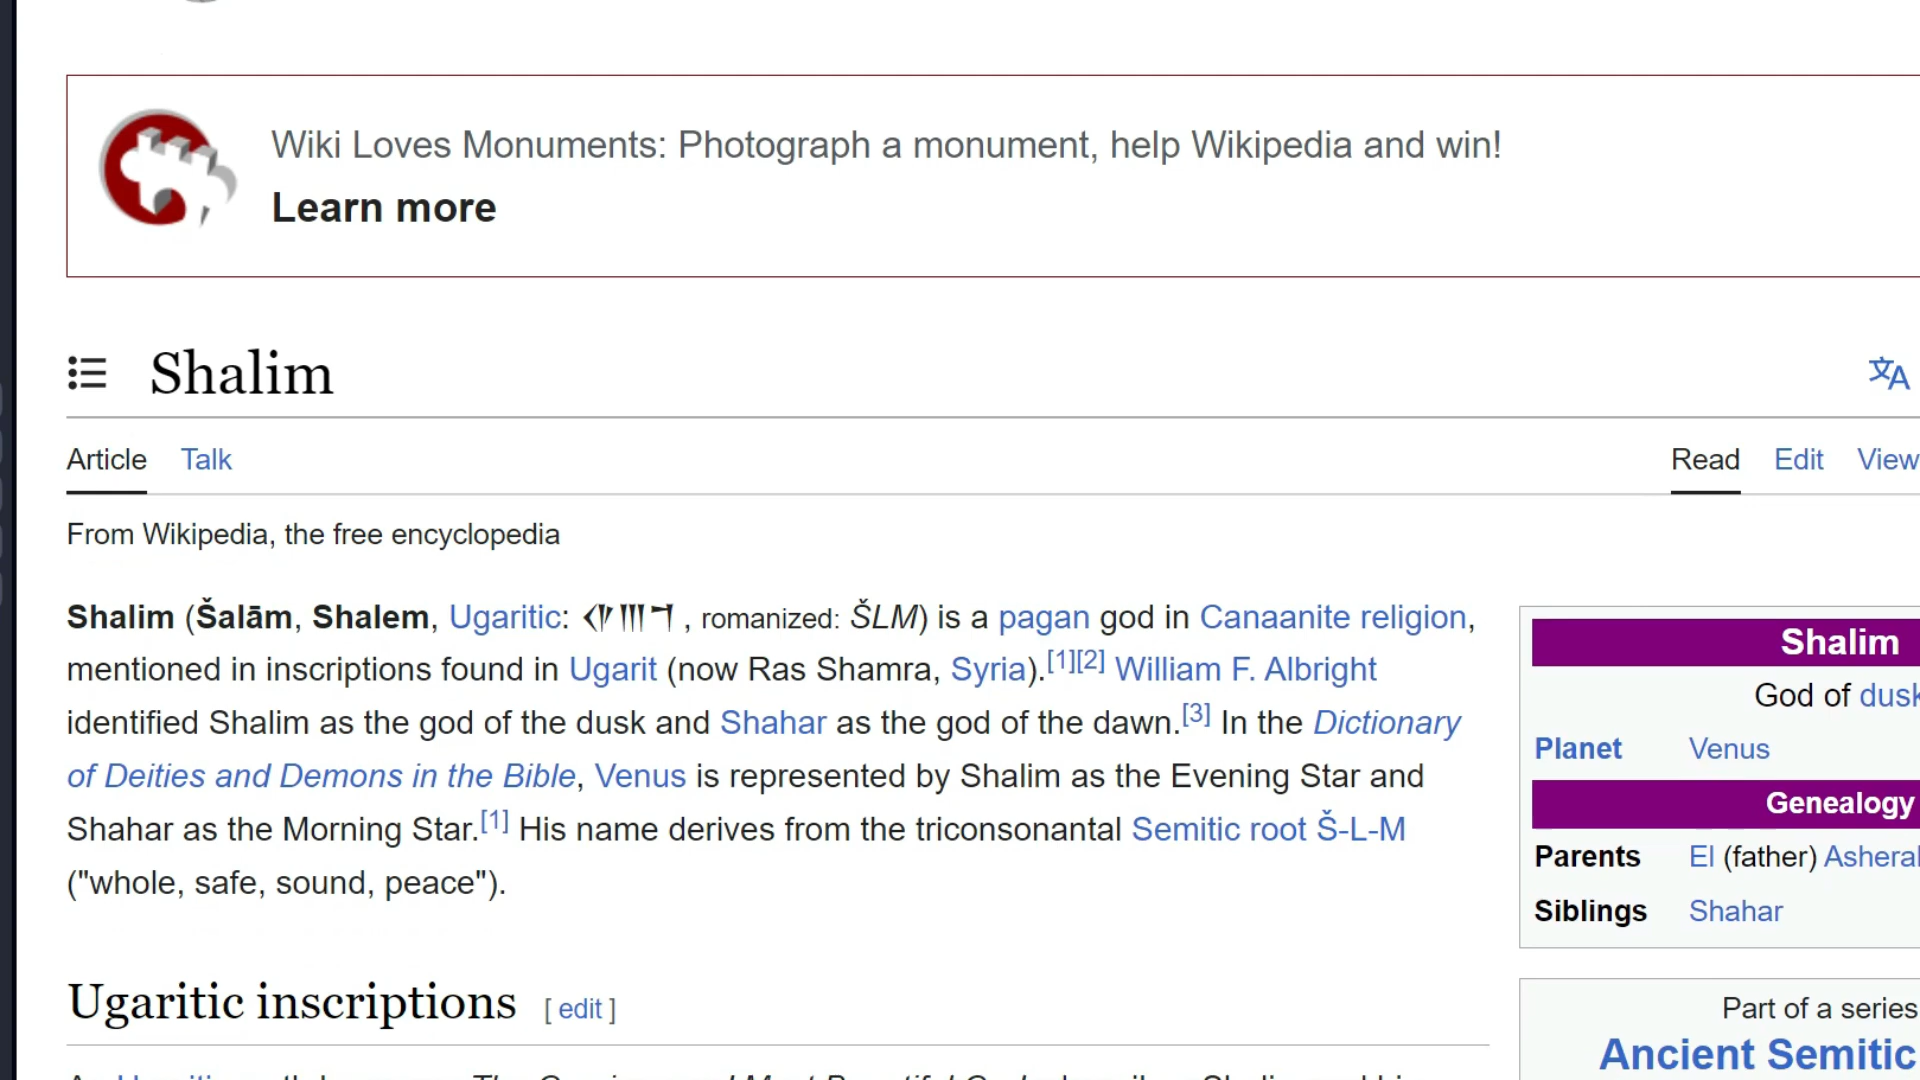 Wiki Loves Monuments: Photograph a monument, help Wikipedia and win!
Learn more
Shalim
Article Talk Read Edit View
From Wikipedia, the free encyclopedia
Shalim (Šalām, Shalem, Ugaritic: 𐎌𐎍𐎎, romanized: ŠLM) is a pagan god in Canaanite religion,
mentioned in inscriptions found in Ugarit (now Ras Shamra, Syria).[1][2] William F. Albright
identified Shalim as the god of the dusk and Shahar as the god of the dawn.[3] In the Dictionary
of Deities and Demons in the Bible, Venus is represented by Shalim as the Evening Star and
Shahar as the Morning Star.[1] His name derives from the triconsonantal Semitic root Š-L-M
("whole, safe, sound, peace").
Shalim
God of dusk
Planet Venus
Genealogy
Parents El (father) Asherah
Siblings Shahar
Ugaritic inscriptions [ edit ]
Part of a series
Ancient Semitic